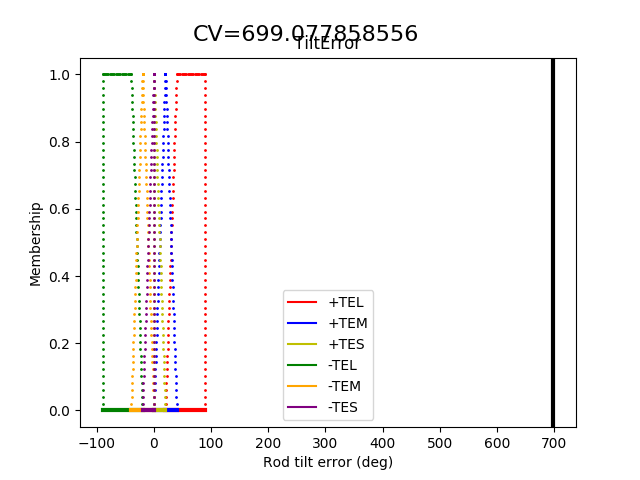 CV=699.077858556
TiltError
1.0
0.8
0.6
0.4
0.2
0.0
Membership
+TEL
+TEM
+TES
-TEL
-TEM
-TES
−100 0 100 200 300 400 500 600 700
Rod tilt error (deg)